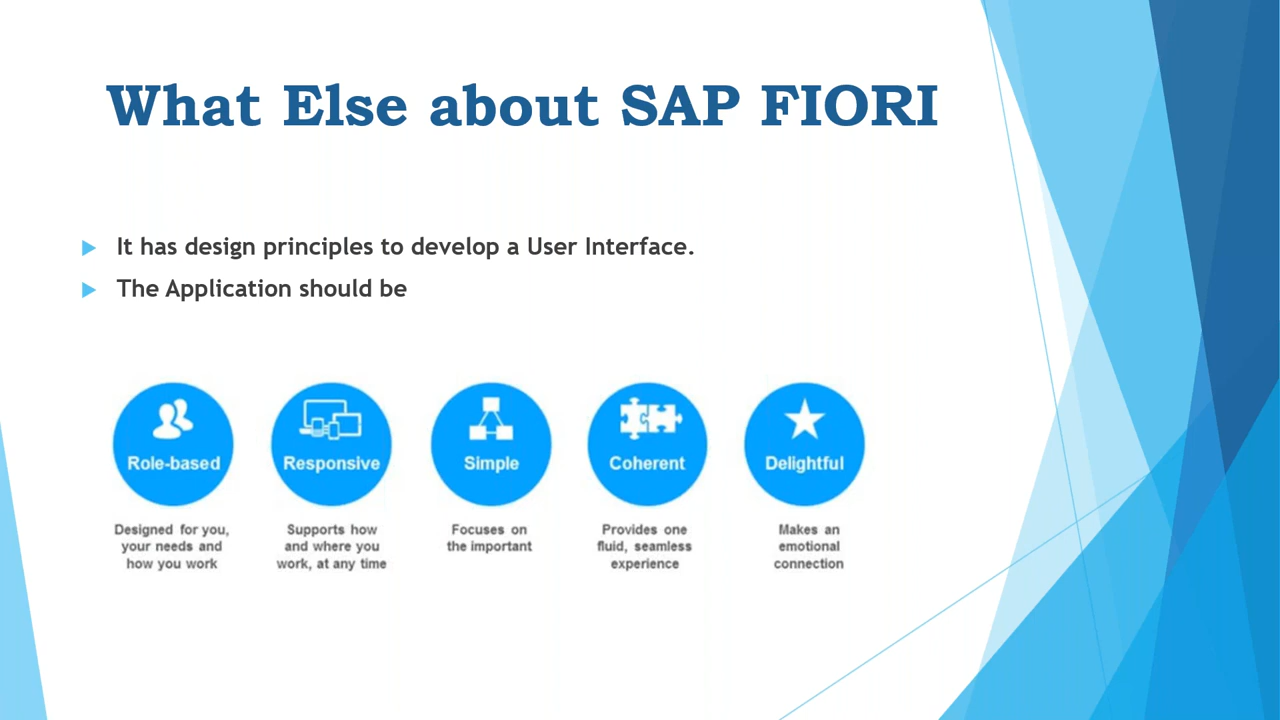 What Else about SAP FIORI
It has design principles to develop a User Interface.
The Application should be
Role-based
Designed for you,
your needs and
how you work
Responsive
Supports how
and where you
work, at any time
Simple
Focuses on
the important
Coherent
Provides one
fluid, seamless
experience
Delightful
Makes an
emotional
connection